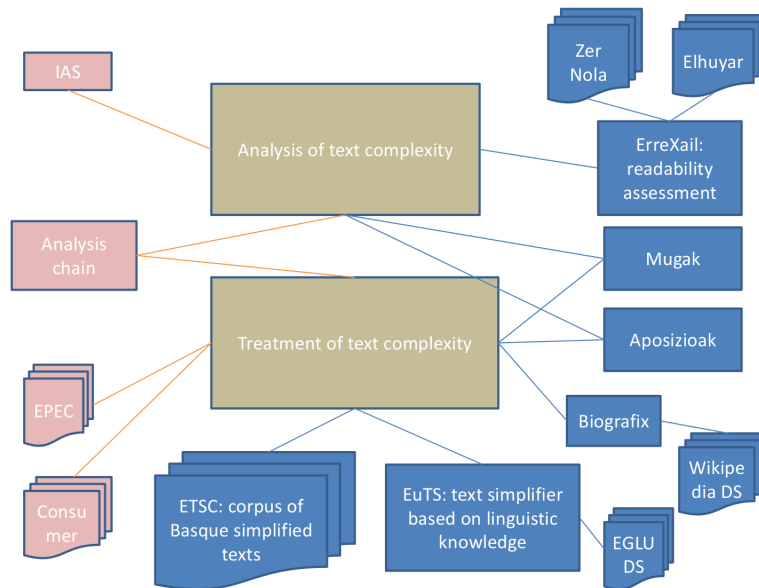 Zer
Nola
Elhuyar
IAS
Analysis of text complexity
ErreXail:
readability
assessment
Analysis
chain
Mugak
Treatment of text complexity
Aposizioak
EPEC
Biografix
Wikipe
dia DS
Consu
mer
ETSC: corpus of
Basque simplified
texts
EuTS: text simplifier
based on linguistic
knowledge
EGLU
DS